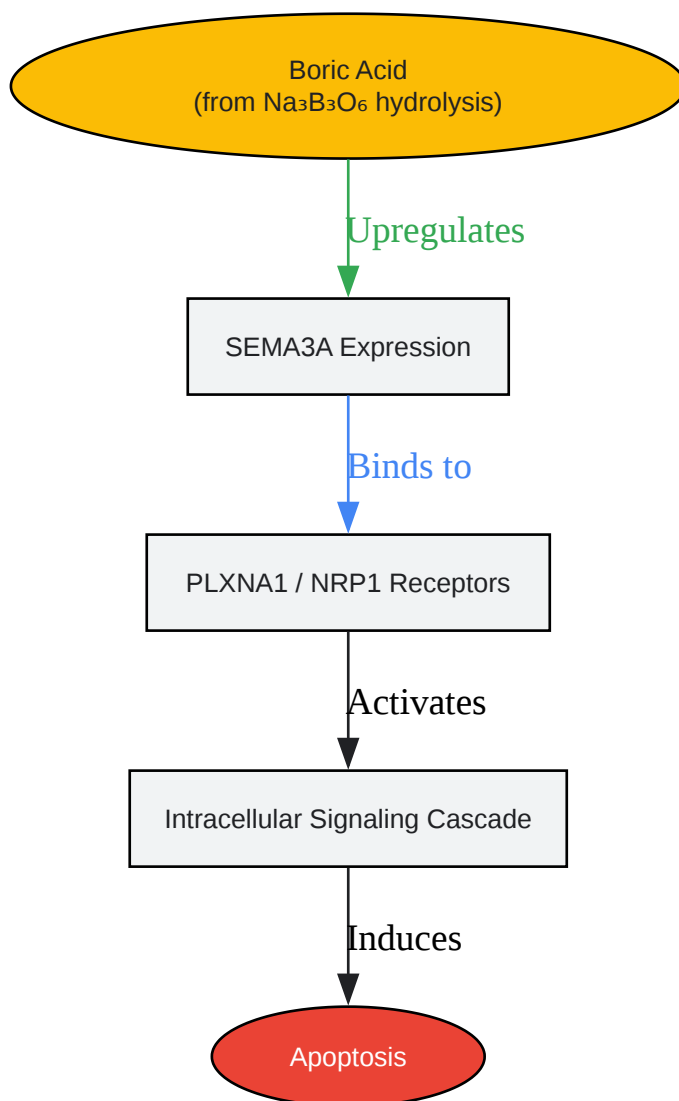 Boric Acid
(from Na₃B₃O₆ hydrolysis)
Upregulates
SEMA3A Expression
Binds to
PLXNA1 / NRP1 Receptors
Activates
Intracellular Signaling Cascade
Induces
Apoptosis